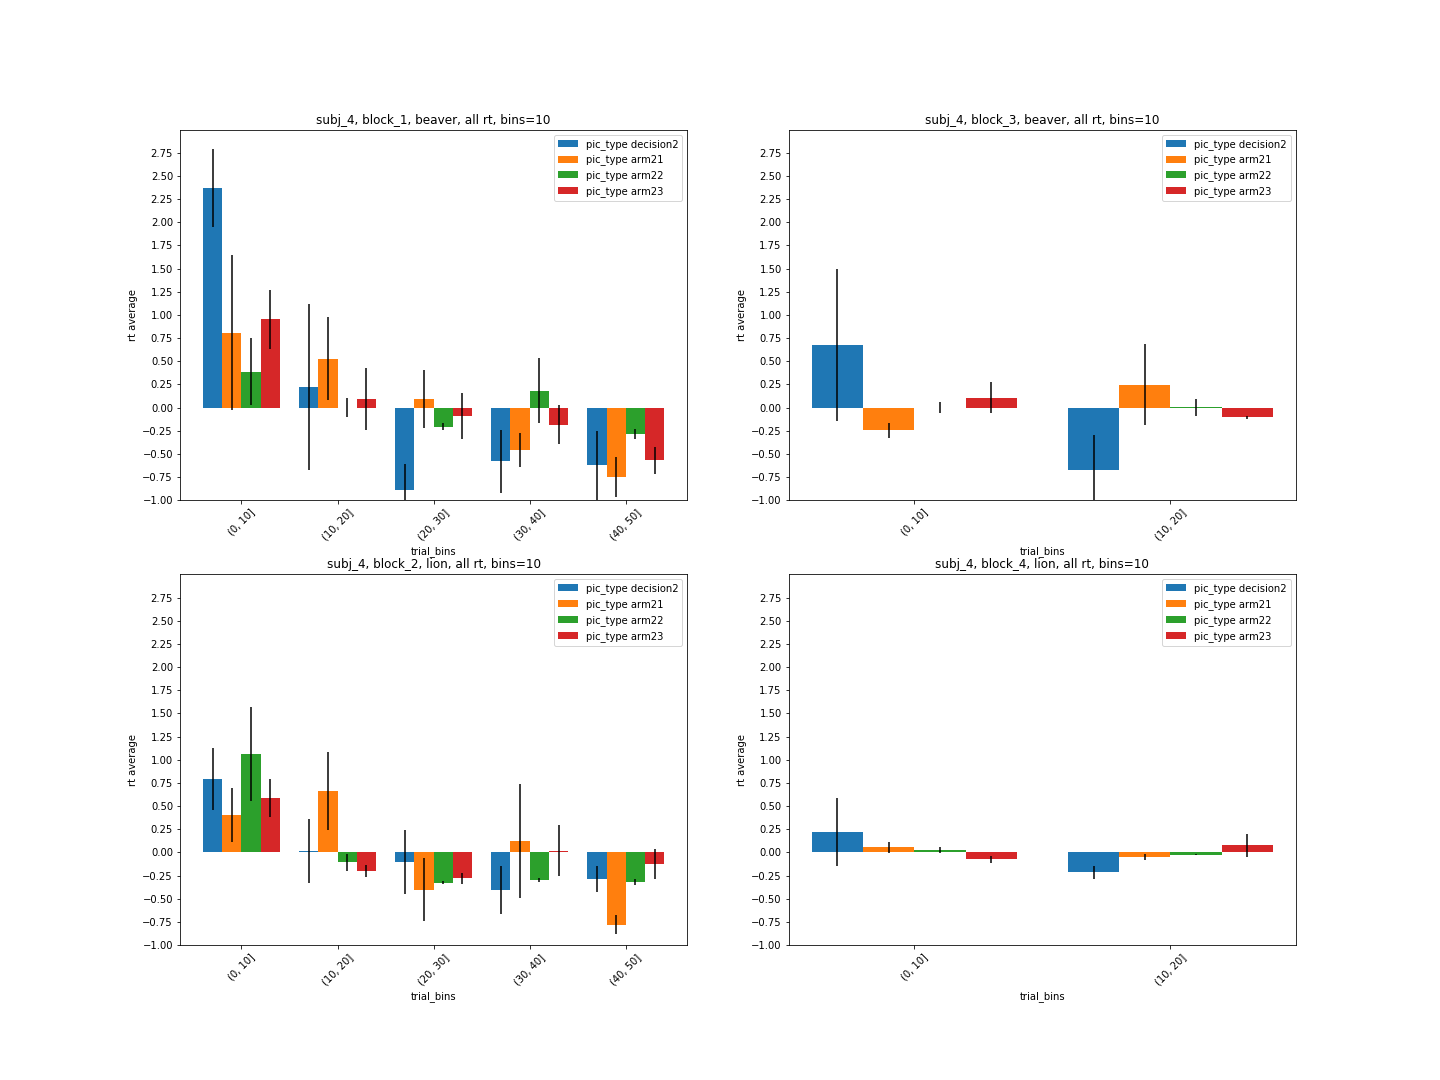 subj_4, block_1, beaver, all rt, bins=10
pic_type decision2
pic_type arm21
pic_type arm22
pic_type arm23
2.75
2.50
2.25
2.00
1.75
1.50
1.25
1.00
0.75
0.50
0.25
0.00
−0.25
−0.50
−0.75
−1.00
rt average
(0, 10]
(10, 20]
(20, 30]
(30, 40]
(40, 50]
trial_bins
subj_4, block_3, beaver, all rt, bins=10
pic_type decision2
pic_type arm21
pic_type arm22
pic_type arm23
2.75
2.50
2.25
2.00
1.75
1.50
1.25
1.00
0.75
0.50
0.25
0.00
−0.25
−0.50
−0.75
−1.00
rt average
(0, 10]
(10, 20]
trial_bins
subj_4, block_2, lion, all rt, bins=10
pic_type decision2
pic_type arm21
pic_type arm22
pic_type arm23
2.75
2.50
2.25
2.00
1.75
1.50
1.25
1.00
0.75
0.50
0.25
0.00
−0.25
−0.50
−0.75
−1.00
rt average
(0, 10]
(10, 20]
(20, 30]
(30, 40]
(40, 50]
trial_bins
subj_4, block_4, lion, all rt, bins=10
pic_type decision2
pic_type arm21
pic_type arm22
pic_type arm23
2.75
2.50
2.25
2.00
1.75
1.50
1.25
1.00
0.75
0.50
0.25
0.00
−0.25
−0.50
−0.75
−1.00
rt average
(0, 10]
(10, 20]
trial_bins